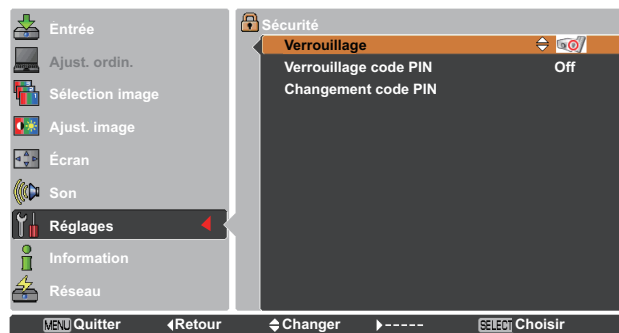 Entrée
Ajust. ordin.
Sélection image
Ajust. image
Écran
Son
Réglages
Information
Réseau
Sécurité
Verrouillage
Verrouillage code PIN Off
Changement code PIN
MENU Quitter Retour Changer ----- SELECT Choisir